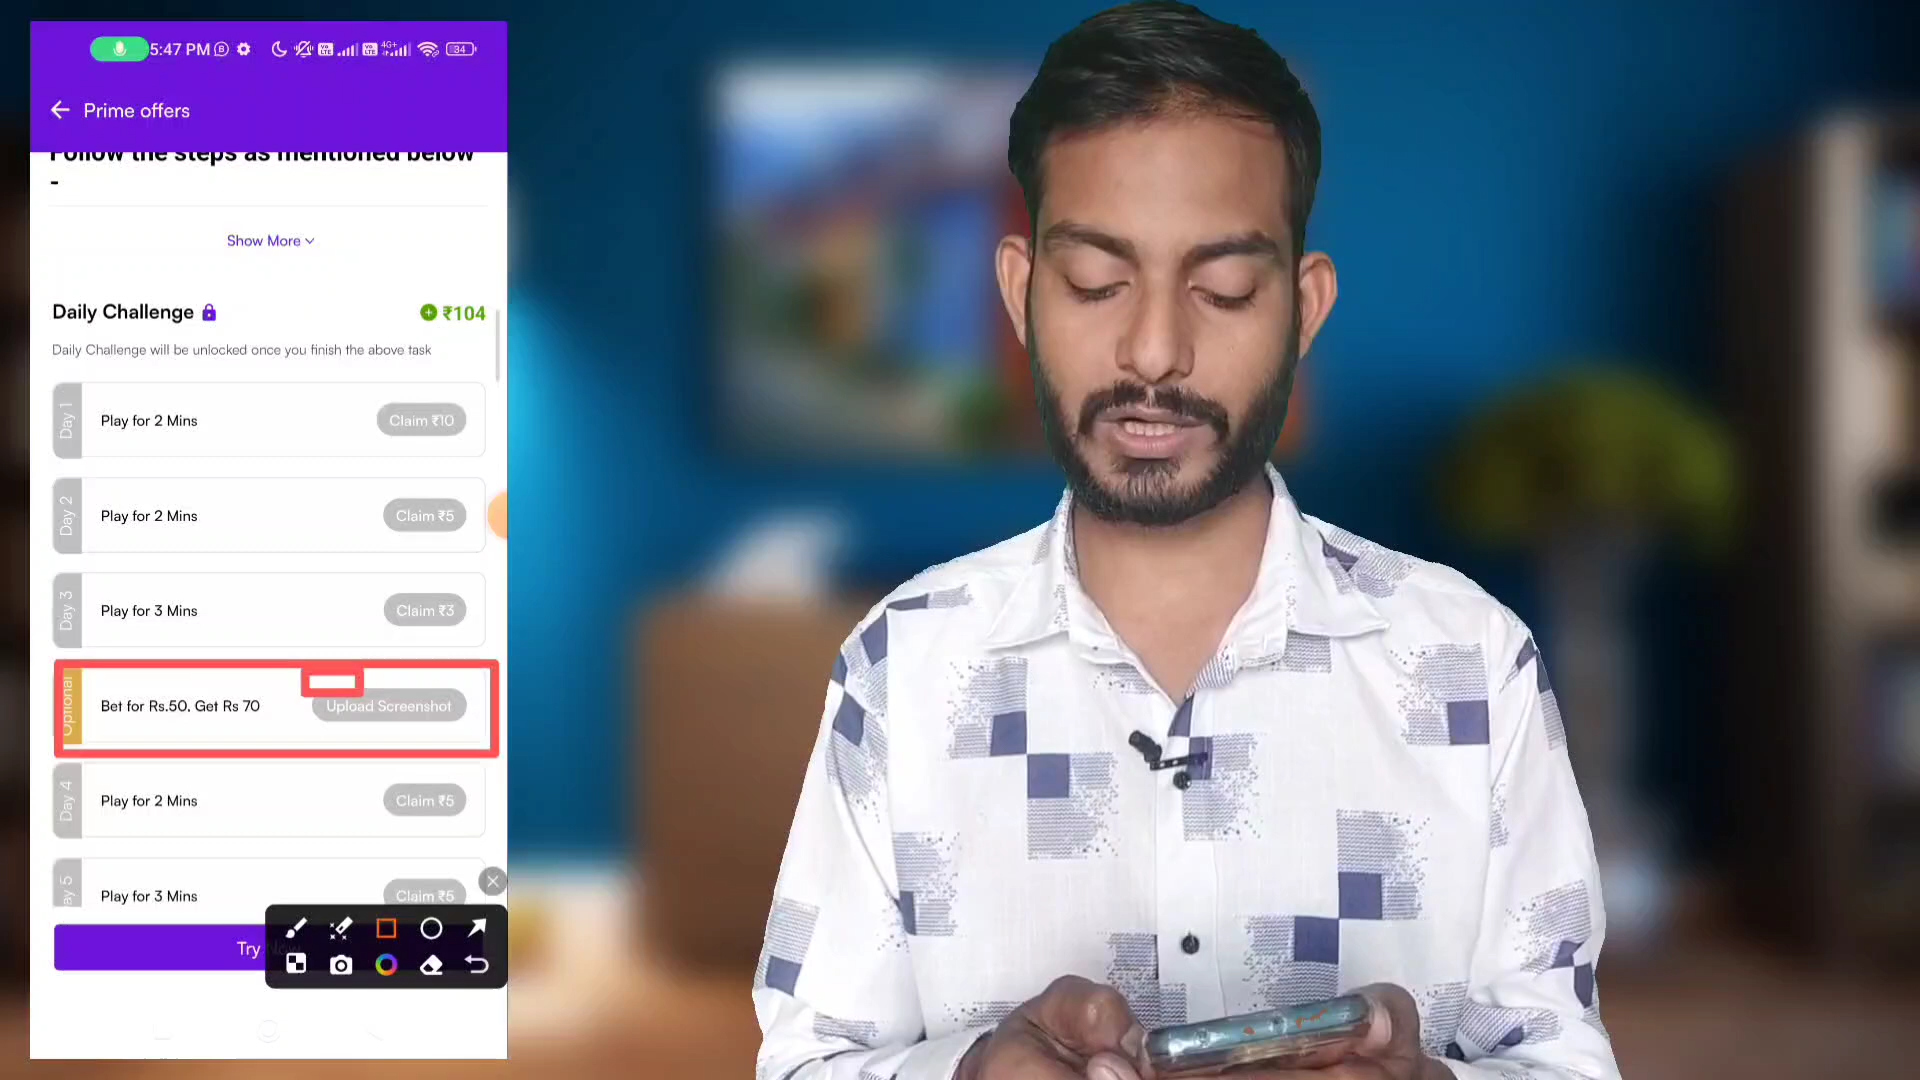 5:47 PM
34
Prime offers
Follow the steps as mentioned below
-
Show More
Daily Challenge
₹104
Daily Challenge will be unlocked once you finish the above task
Day 1
Play for 2 Mins
Claim ₹10
Day 2
Play for 2 Mins
Claim ₹5
Day 3
Play for 3 Mins
Claim ₹3
Optional
Bet for Rs.50, Get Rs 70
Upload Screenshot
Day 4
Play for 2 Mins
Claim ₹5
ay 5
Play for 3 Mins
Claim ₹5
Try Now